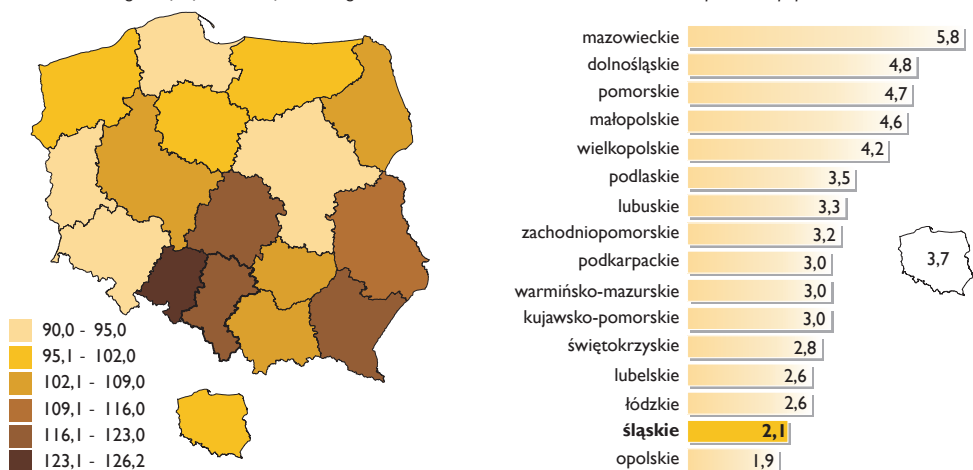 mazowieckie 5,8
dolnośląskie 4,8
pomorskie 4,7
małopolskie 4,6
wielkopolskie 4,2
podlaskie 3,5
lubuskie 3,3
zachodniopomorskie 3,2
podkarpackie 3,0
warmińsko-mazurskie 3,0
kujawsko-pomorskie 3,0
świętokrzyskie 2,8
lubelskie 2,6
łódzkie 2,6
śląskie 2,1
opolskie 1,9
3,7
90,0 - 95,0
95,1 - 102,0
102,1 - 109,0
109,1 - 116,0
116,1 - 123,0
123,1 - 126,2